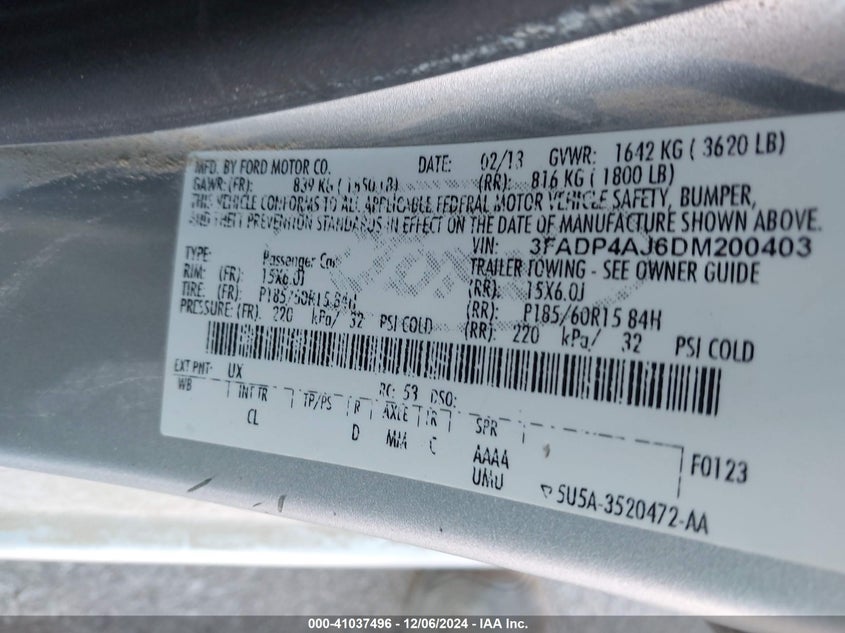 MFD. BY FORD MOTOR CO. DATE: 02/13 GVWR: 1642 KG ( 3620 LB)
GAWR:(FR): 839 KG ( 1850 LB) (RR): 816 KG ( 1800 LB)
THIS VEHICLE CONFORMS TO ALL APPLICABLE FEDERAL MOTOR VEHICLE SAFETY, BUMPER,
AND THEFT PREVENTION STANDARDS IN EFFECT ON THE DATE OF MANUFACTURE SHOWN ABOVE.
VIN: 3FADP4AJ6DM200403
TYPE: Passenger Car TRAILER TOWING - SEE OWNER GUIDE
RIM: (FR): 15X6.0J (RR): 15X6.0J
TIRE: (FR): P185/60R15 84H (RR): P185/60R15 84H
PRESSURE:(FR): 220 kPa/ 32 PSI COLD (RR): 220 kPa/ 32 PSI COLD
EXT PNT: UX RC: 53 DSO:
WB INT TR TP/PS R AXLE TR SPR
CL D MM C AAAA F0123
UMU
5U5A-3520472-AA
000-41037496 - 12/06/2024 - IAA Inc.